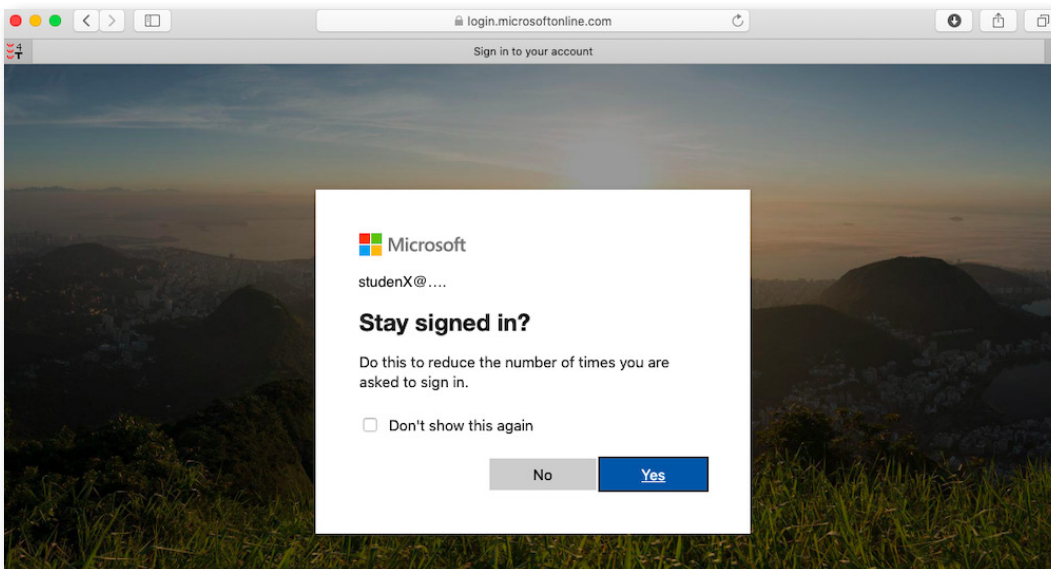 login.microsoftonline.com
4
T
Sign in to your account
Microsoft
studenX@....
Stay signed in?
Do this to reduce the number of times you are
asked to sign in.
Don't show this again
No Yes